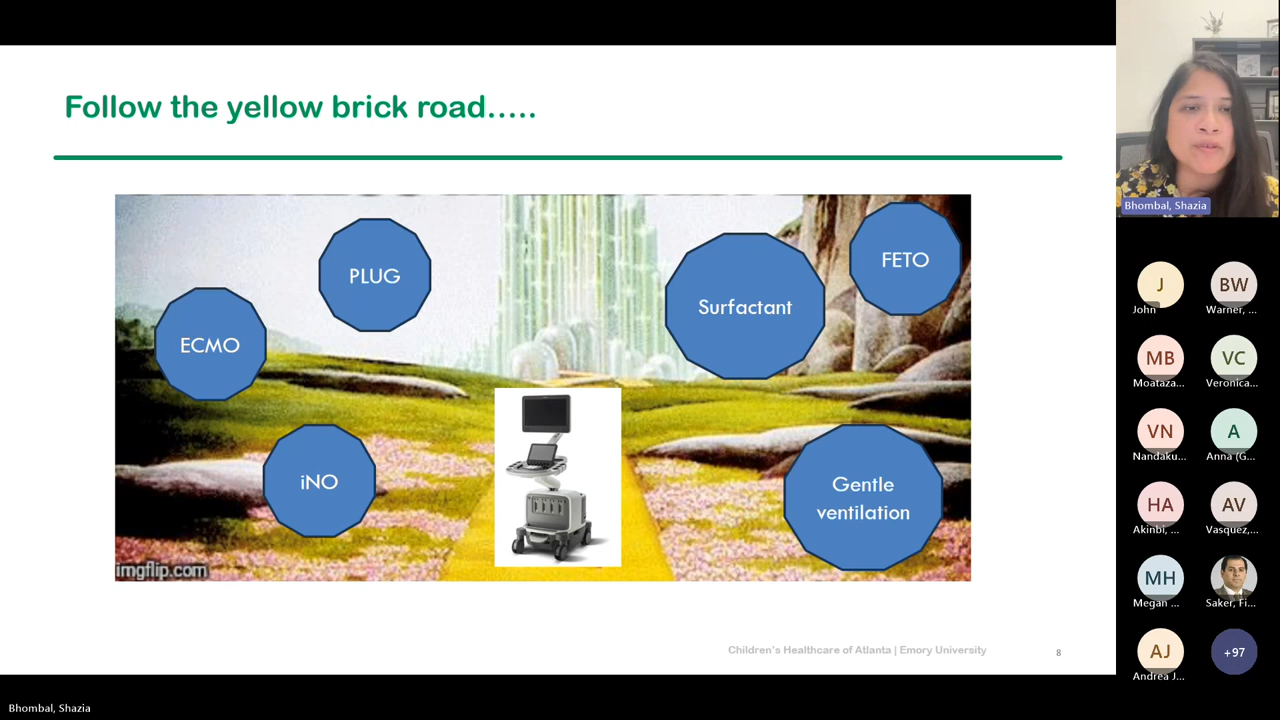 Follow the yellow brick road.....
PLUG
FETO
Surfactant
ECMO
iNO
Gentle
ventilation
imgflip.com
Children's Healthcare of Atlanta | Emory University
8
Bhombal, Shazia
J
BW
John
Warner, ...
MB
VC
Moataza...
Veronica...
VN
A
Nandaku...
Anna (G...
HA
AV
Akinbi, ...
Vasquez,...
MH
Megan ...
Saker, Fi...
AJ
+97
Andrea J...
Bhombal, Shazia